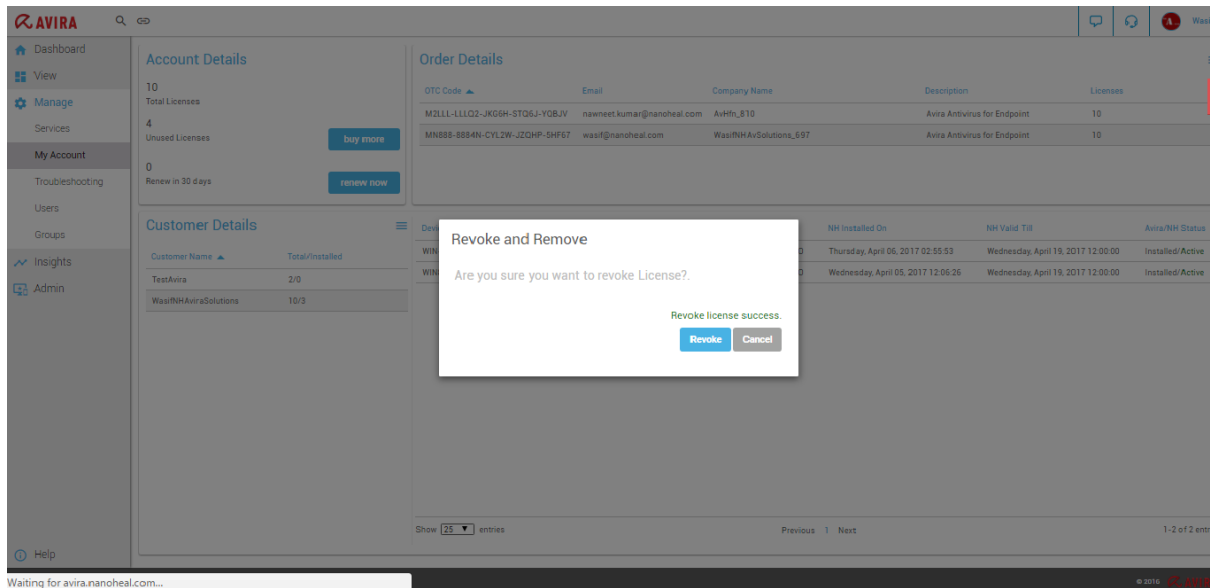 AVIRA
Wasi
Dashboard
View
Manage
Services
My Account
Troubleshooting
Users
Groups
Insights
Admin
Help
Account Details
10
Total Licenses
4
Unused Licenses
buy more
0
Renew in 30 days
renew now
Order Details
OTC Code Email Company Name Description Licenses
M2LLL-LLLQ2-JKG6H-STQ6J-YQBJV nawneet.kumar@nanoheal.com AvHfn_810 Avira Antivirus for Endpoint 10
MN888-8884N-CYL2W-JZQHP-5HF67 wasif@nanoheal.com WasifNHAvSolutions_697 Avira Antivirus for Endpoint 10
Customer Details
Customer Name Total/Installed
TestAvira 2/0
WasifNHAviraSolutions 10/3
Devi NH Installed On NH Valid Till Avira/NH Status
WIN Thursday, April 06, 2017 02:55:53 Wednesday, April 19, 2017 12:00:00 Installed/Active
WIN Wednesday, April 05, 2017 12:06:26 Wednesday, April 19, 2017 12:00:00 Installed/Active
Revoke and Remove
Are you sure you want to revoke License?.
Revoke license success.
Revoke Cancel
Show 25 entries Previous 1 Next 1-2 of 2 entr
Waiting for avira.nanoheal.com...
© 2016